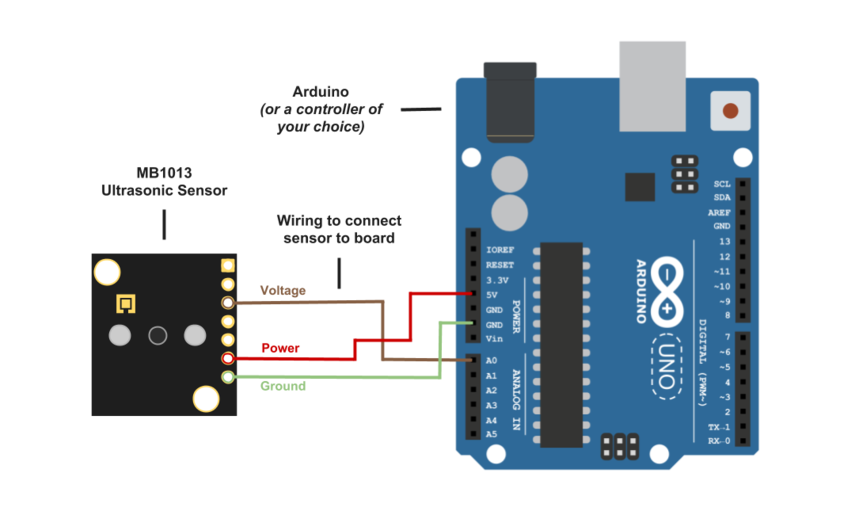 Arduino
(or a controller of
your choice)
MB1013
Ultrasonic Sensor
Wiring to connect
sensor to board
Voltage
Power
Ground
IOREF
RESET
3.3V
5V
GND
GND
Vin
POWER
A0
A1
A2
A3
A4
A5
ANALOG IN
ARDUINO
UNO
SCL
SDA
AREF
GND
13
12
~11
~10
~9
8
7
~6
~5
4
~3
2
TX→1
RX←0
DIGITAL (PWM~)